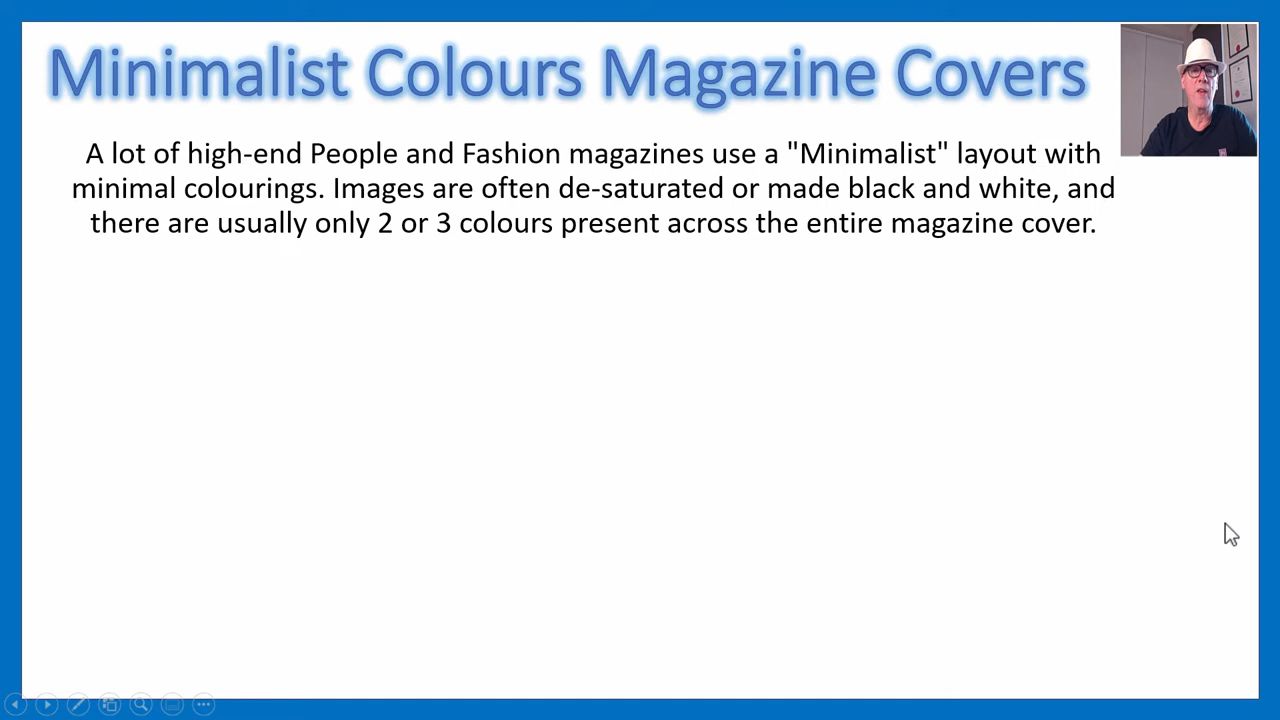 Minimalist Colours Magazine Covers
A lot of high-end People and Fashion magazines use a "Minimalist" layout with
minimal colourings. Images are often de-saturated or made black and white, and
there are usually only 2 or 3 colours present across the entire magazine cover.